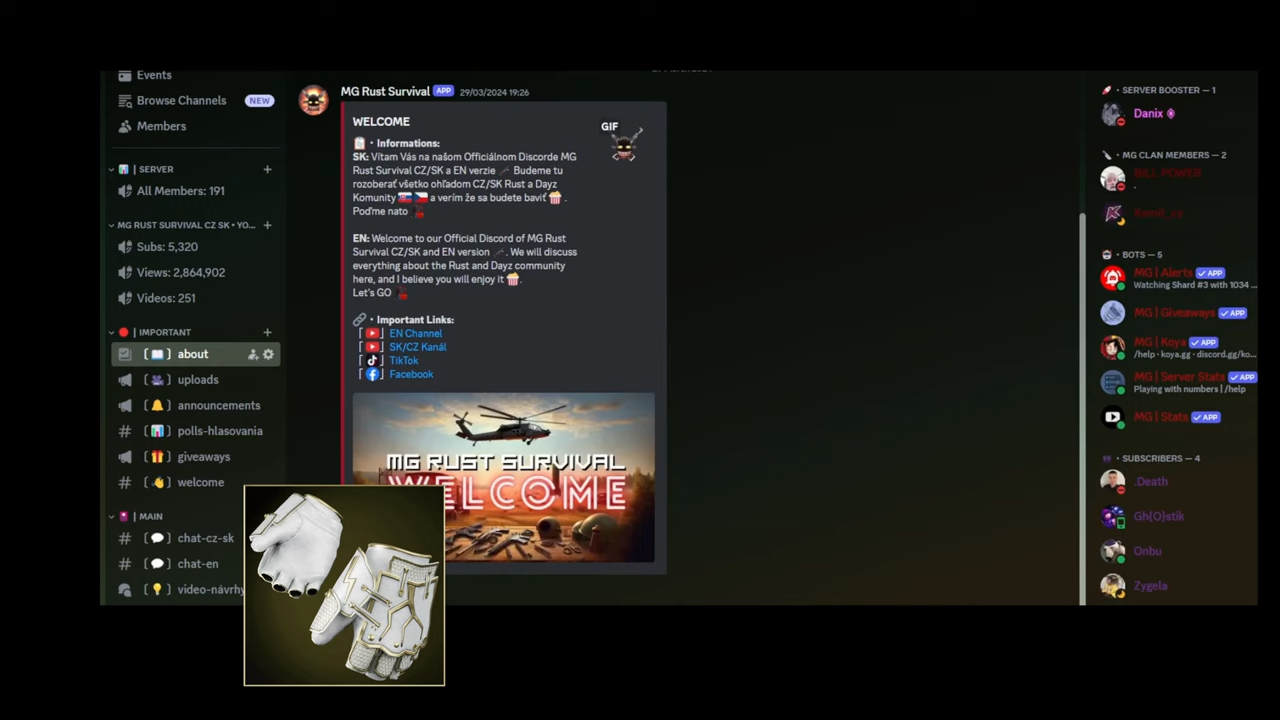 Events
Browse Channels NEW
Members
| SERVER
All Members: 191
MG RUST SURVIVAL CZ SK • YO...
Subs: 5,320
Views: 2,864,902
Videos: 251
| IMPORTANT
about
uploads
announcements
polls-hlasovania
giveaways
welcome
| MAIN
chat-cz-sk
chat-en
video-návrhy
MG Rust Survival APP 29/03/2024 19:26
WELCOME
GIF
• Informations:
SK: Vítam Vás na našom Officiálnom Discorde MG
Rust Survival CZ/SK a EN verzie Budeme tu
rozoberať všetko ohľadom CZ/SK Rust a Dayz
Komunity a verím že sa budete baviť .
Poďme nato
EN: Welcome to our Official Discord of MG Rust
Survival CZ/SK and EN version . We will discuss
everything about the Rust and Dayz community
here, and I believe you will enjoy it .
Let's GO
• Important Links:
EN Channel
SK/CZ Kanál
TikTok
Facebook
MG RUST SURVIVAL
WELCOME
• SERVER BOOSTER — 1
Danix
• MG CLAN MEMBERS — 2
BILL POWER
.
• BOTS — 5
MG | Alerts APP
Watching Shard #3 with 1034 ...
MG | Giveaways APP
MG | Koya APP
/help • koya.gg • discord.gg/ko...
MG | Server Stats APP
Playing with numbers | /help
MG | Stats APP
• SUBSCRIBERS — 4
.Death
Gh{O}stik
Onbu
Zygela